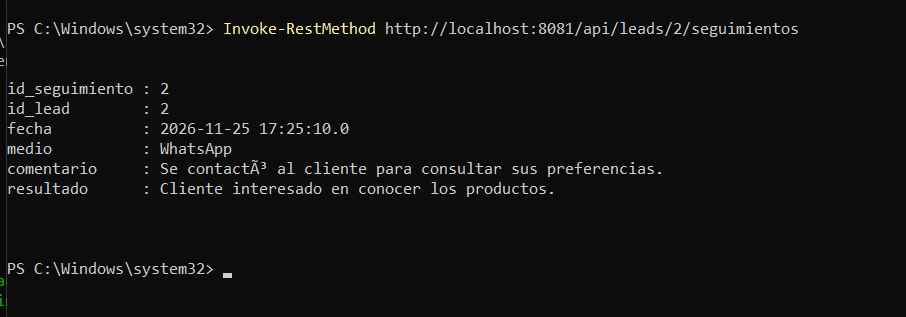 PS C:\Windows\system32> Invoke-RestMethod http://localhost:8081/api/leads/2/seguimientos
id_seguimiento : 2
id_lead : 2
fecha : 2026-11-25 17:25:10.0
medio : WhatsApp
comentario : Se contactÃ³ al cliente para consultar sus preferencias.
resultado : Cliente interesado en conocer los productos.
PS C:\Windows\system32>